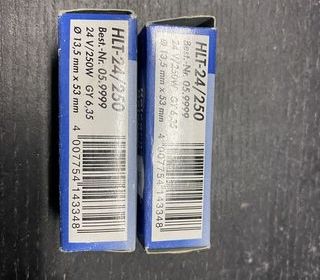 HLT-24/250
Best.-Nr. 05.9999
24 V/250W GY 6,35
Ø 13,5 mm x 53 mm
4 007754 143348
HLT-24/250
Best.-Nr. 05.9999
24 V/250W GY 6,35
Ø 13,5 mm x 53 mm
4 007754 143348